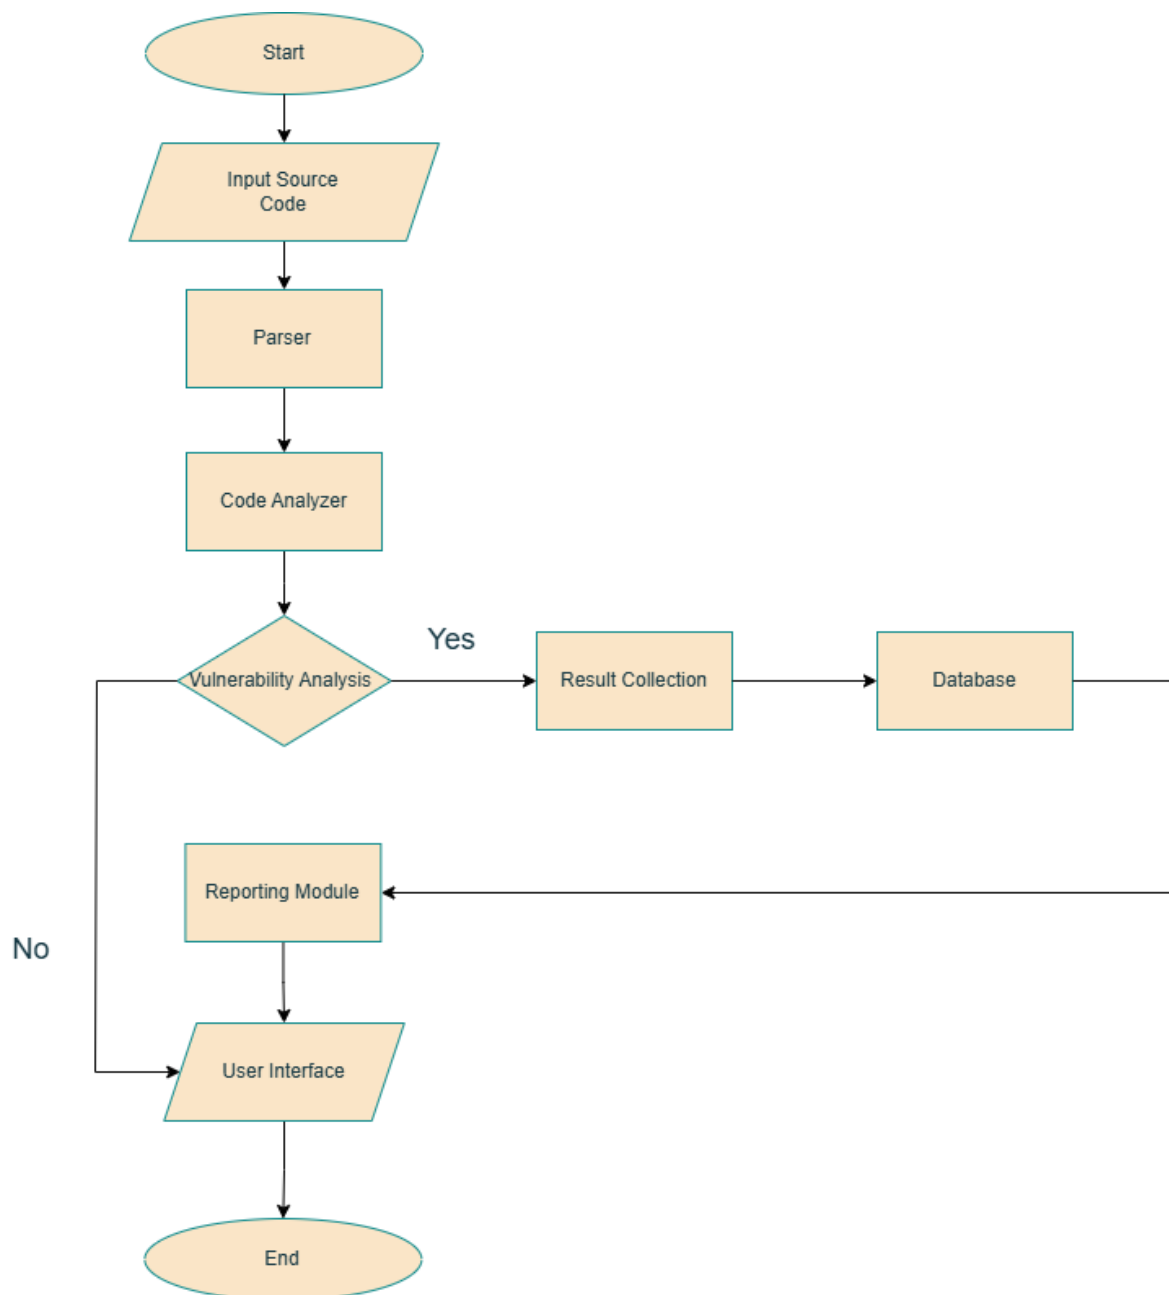 Start
Input Source
Code
Parser
Code Analyzer
Vulnerability Analysis
Yes
Result Collection
Database
Reporting Module
No
User Interface
End